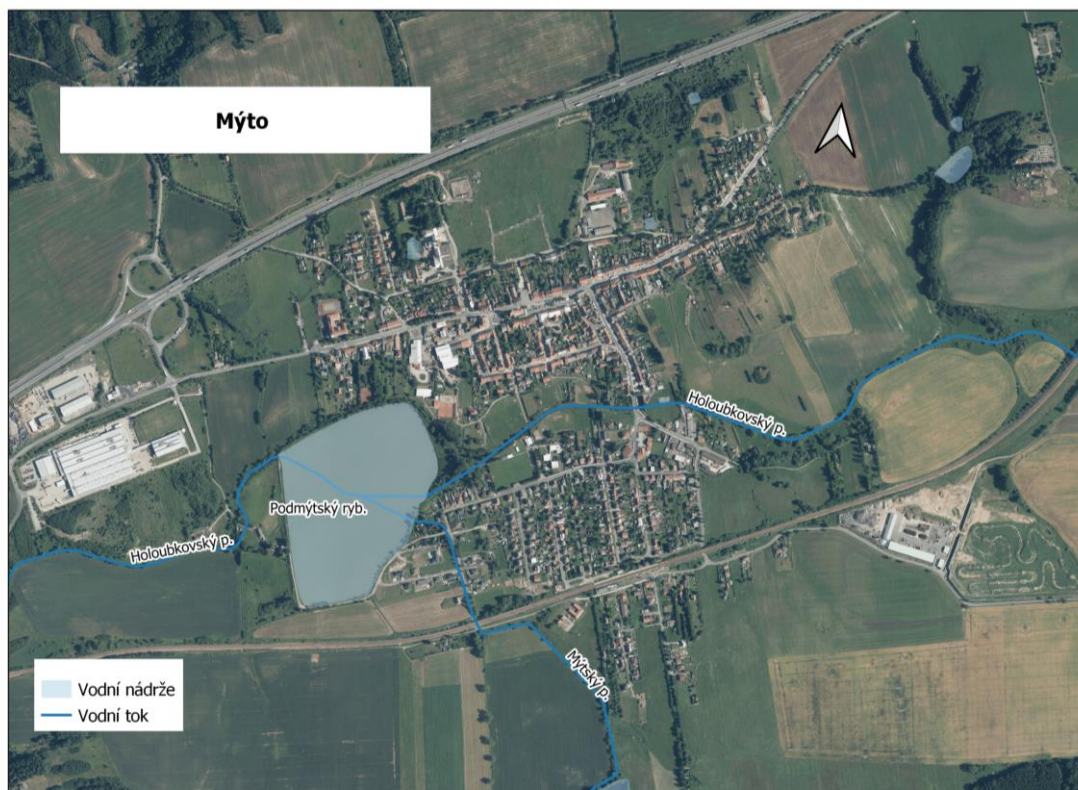 Mýto
Holoubkovský p.
Podmýtský ryb.
Holoubkovský p.
Mýtský p.
Vodní nádrže
Vodní tok